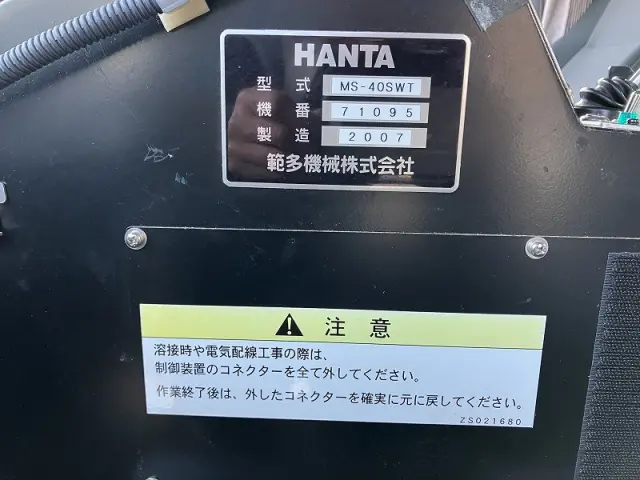 HANTA
型式 MS-40SWT
機番 71095
製造 2007
範多機械株式会社
注意
溶接時や電気配線工事の際は、
制御装置のコネクターを全て外してください。
作業終了後は、外したコネクターを確実に元に戻してください。
ZS021680